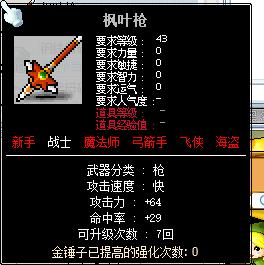 枫叶枪
要求等级： 43
要求力量： 0
要求敏捷： 0
要求智力： 0
要求运气： 0
要求人气度： -
道具等级： -
道具经验值： -
新手 战士 魔法师 弓箭手 飞侠 海盗
武器分类 : 枪
攻击速度 : 快
攻击力 : +64
命中率 : +29
可升级次数 : 7回
金锤子已提高的强化次数: 0